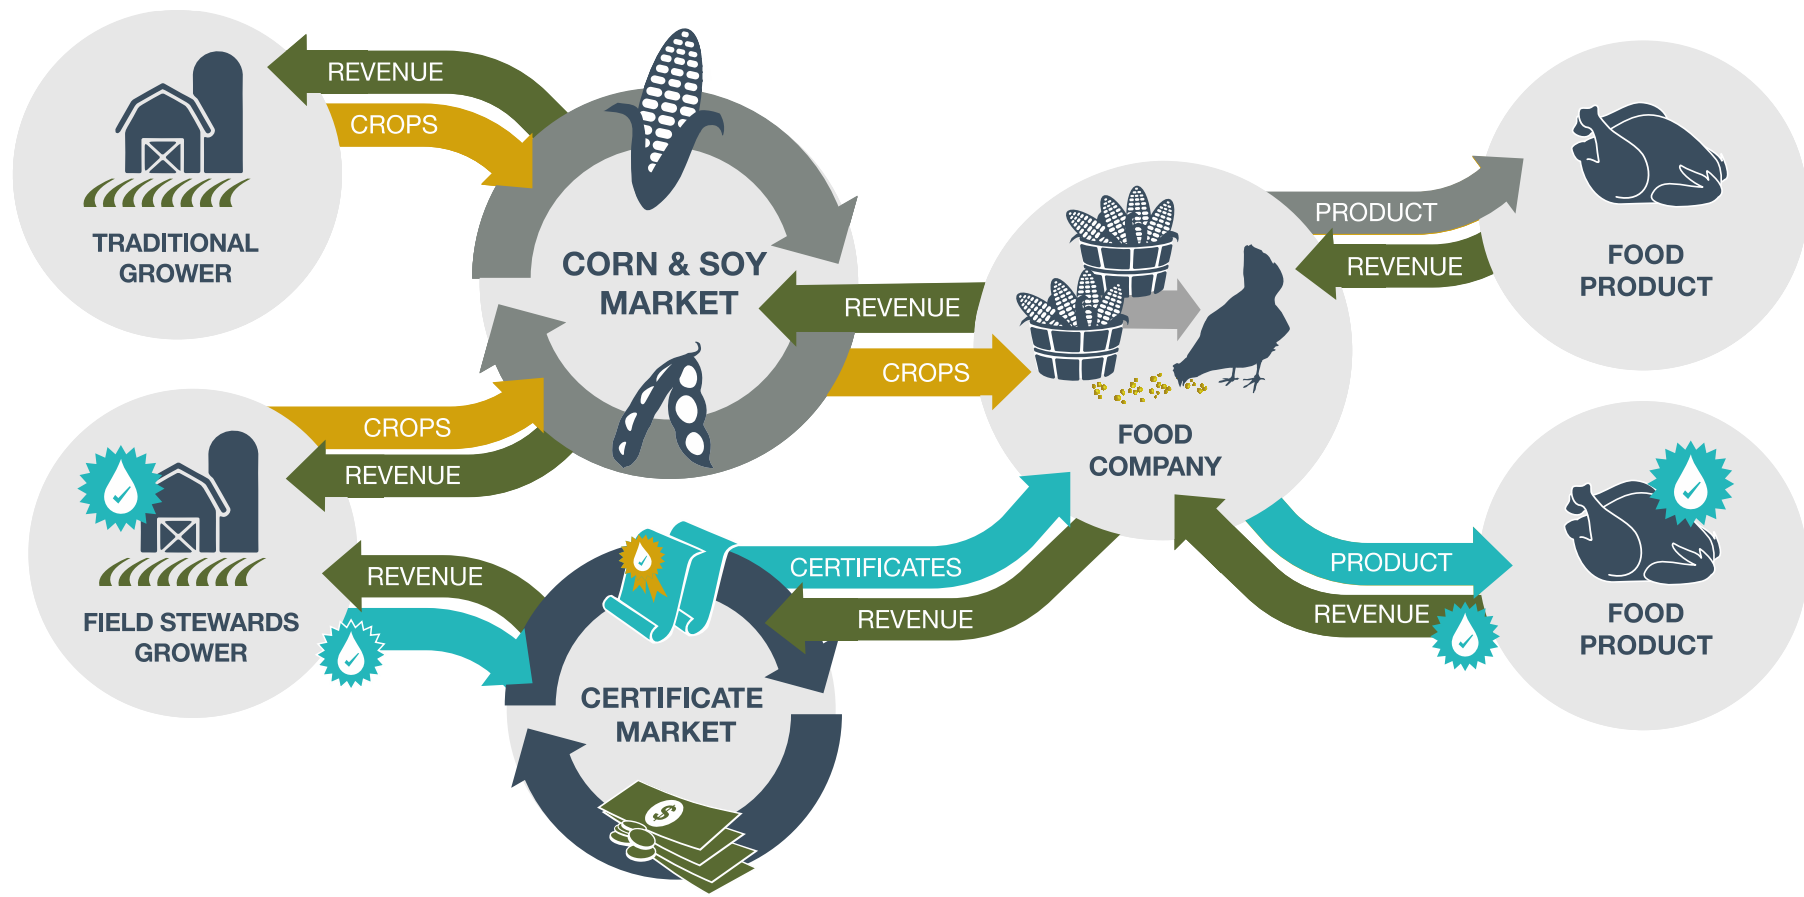 REVENUE
CROPS
TRADITIONAL
GROWER
CORN & SOY
MARKET
REVENUE
CROPS
CROPS
REVENUE
REVENUE
FIELD STEWARDS
GROWER
CERTIFICATES
REVENUE
CERTIFICATE
MARKET
$
FOOD
COMPANY
PRODUCT
REVENUE
FOOD
PRODUCT
PRODUCT
REVENUE
FOOD
PRODUCT